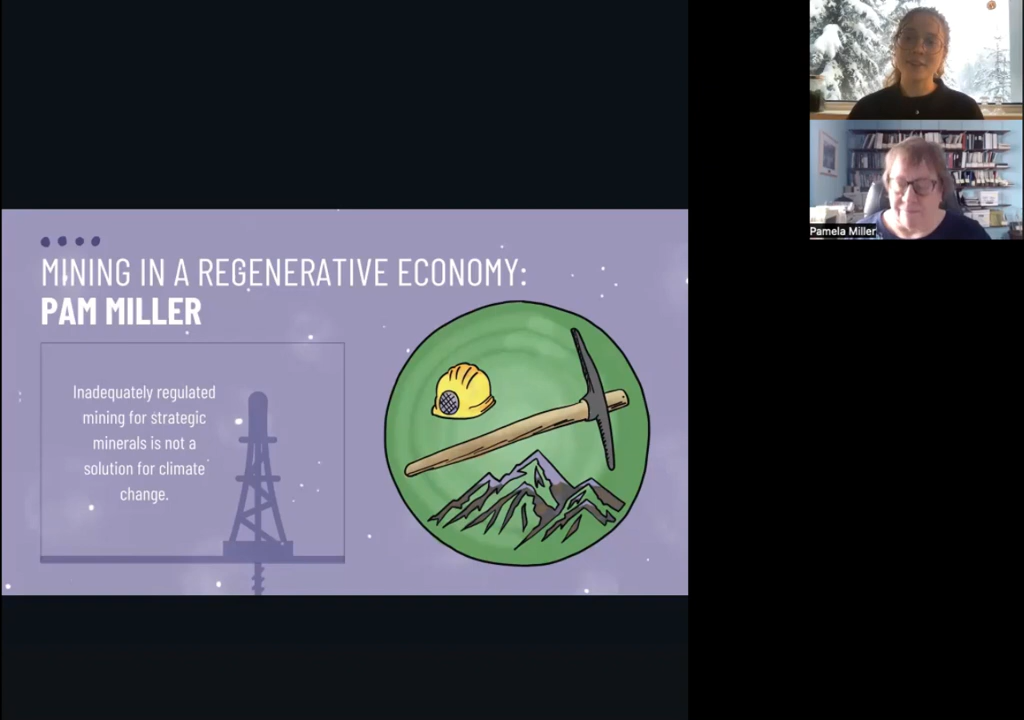 MINING IN A REGENERATIVE ECONOMY:
PAM MILLER
Inadequately regulated
mining for strategic
minerals is not a
solution for climate
change.
Pamela Miller